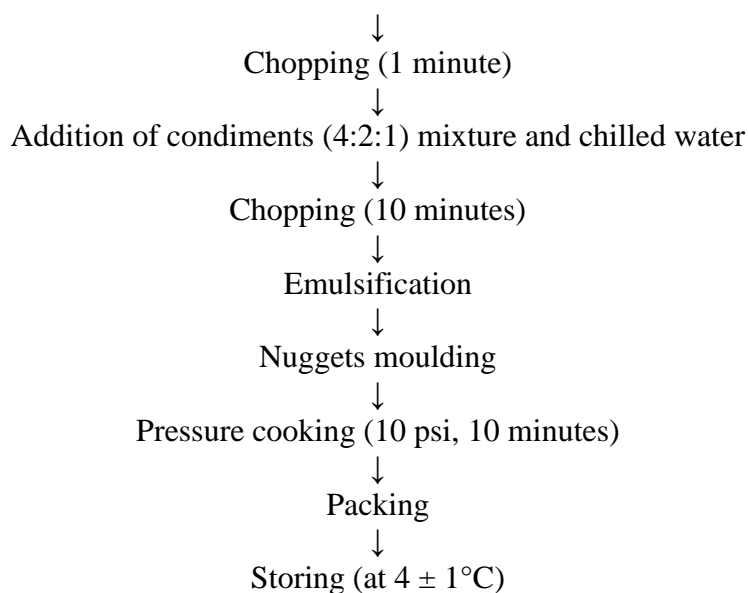 ↓
Chopping (1 minute)
↓
Addition of condiments (4:2:1) mixture and chilled water
↓
Chopping (10 minutes)
↓
Emulsification
↓
Nuggets moulding
↓
Pressure cooking (10 psi, 10 minutes)
↓
Packing
↓
Storing (at 4 ± 1°C)